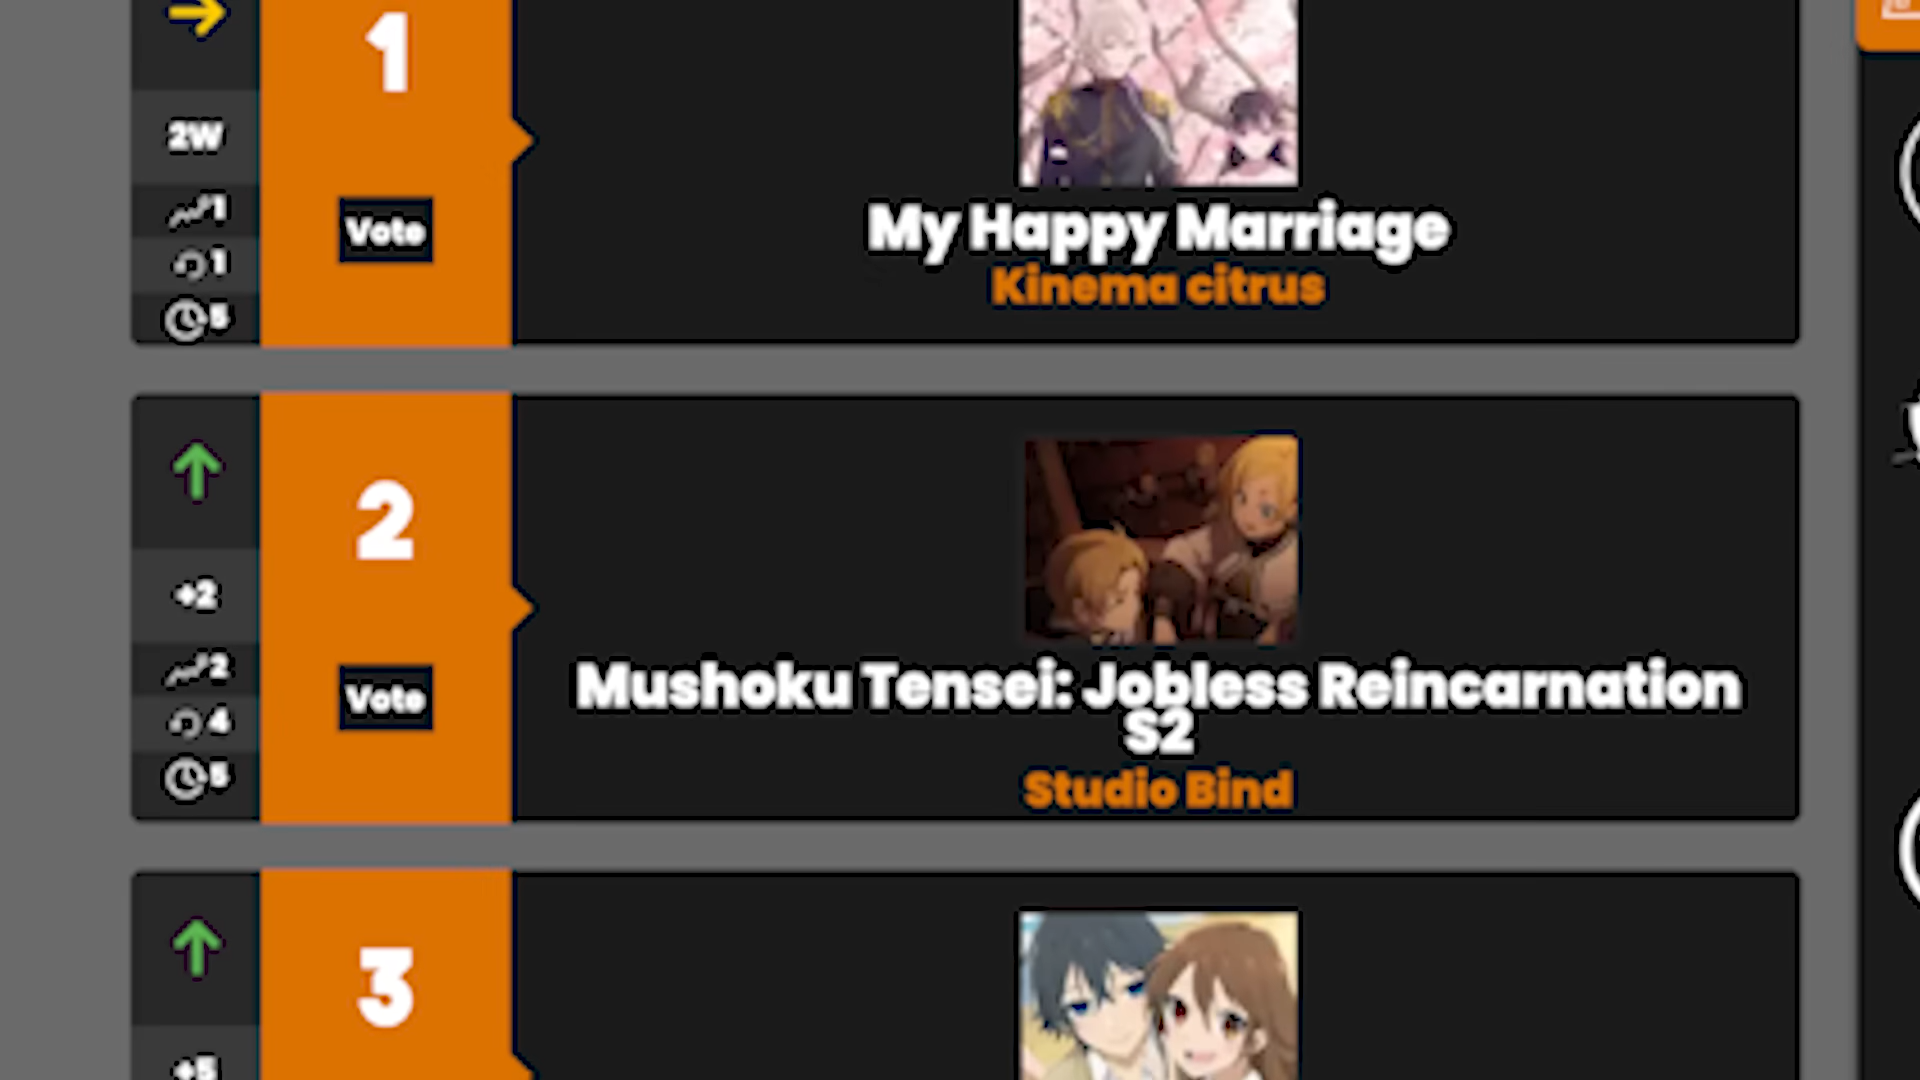 1
2W
1
1
5
Vote
My Happy Marriage
Kinema citrus
2
+2
2
4
5
Vote
Mushoku Tensei: Jobless Reincarnation
S2
Studio Bind
3
+5